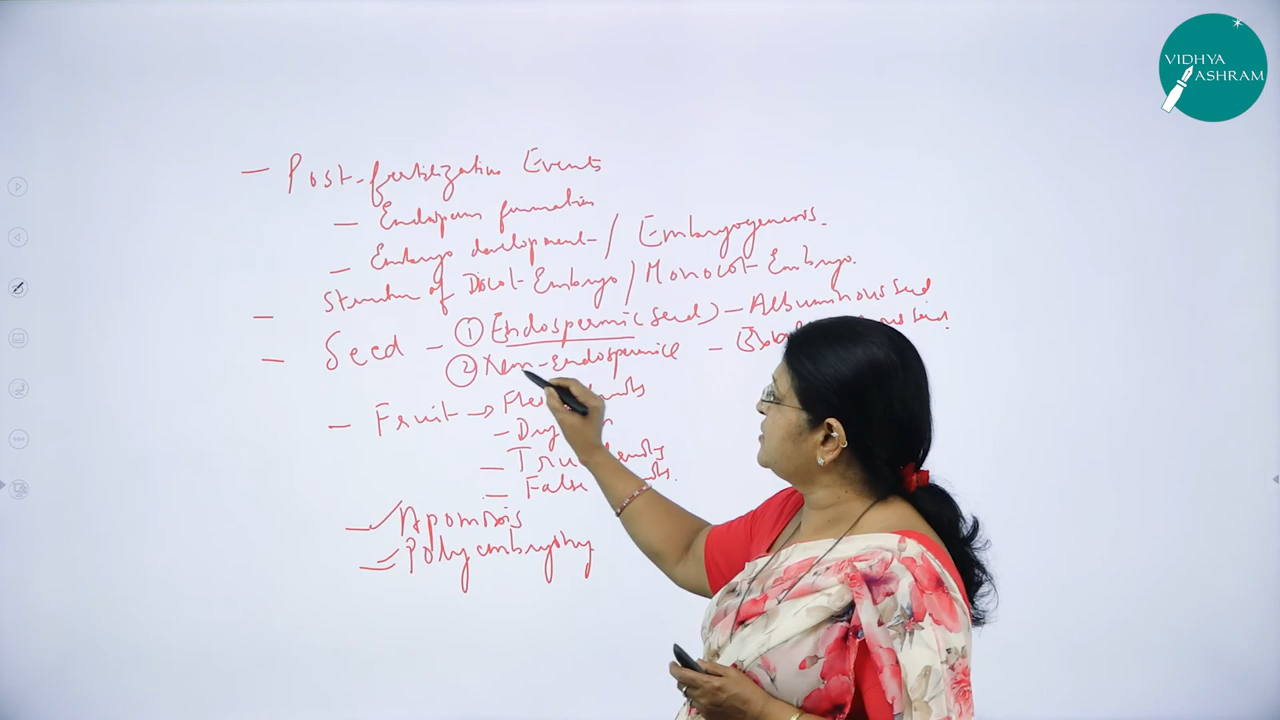 VIDHYA
ASHRAM
- Post-fertilization Events
- Endosperm formation
- Embryo development / Embryogenesis.
- Structure of Dicot-Embryo / Monocot Embryo.
- Seed - ① Endospermic (Seed) - Albuminous Seed
② Non-Endospermic -
- Fruit →
-
- True
- False
- Apomixis
- Polyembryony